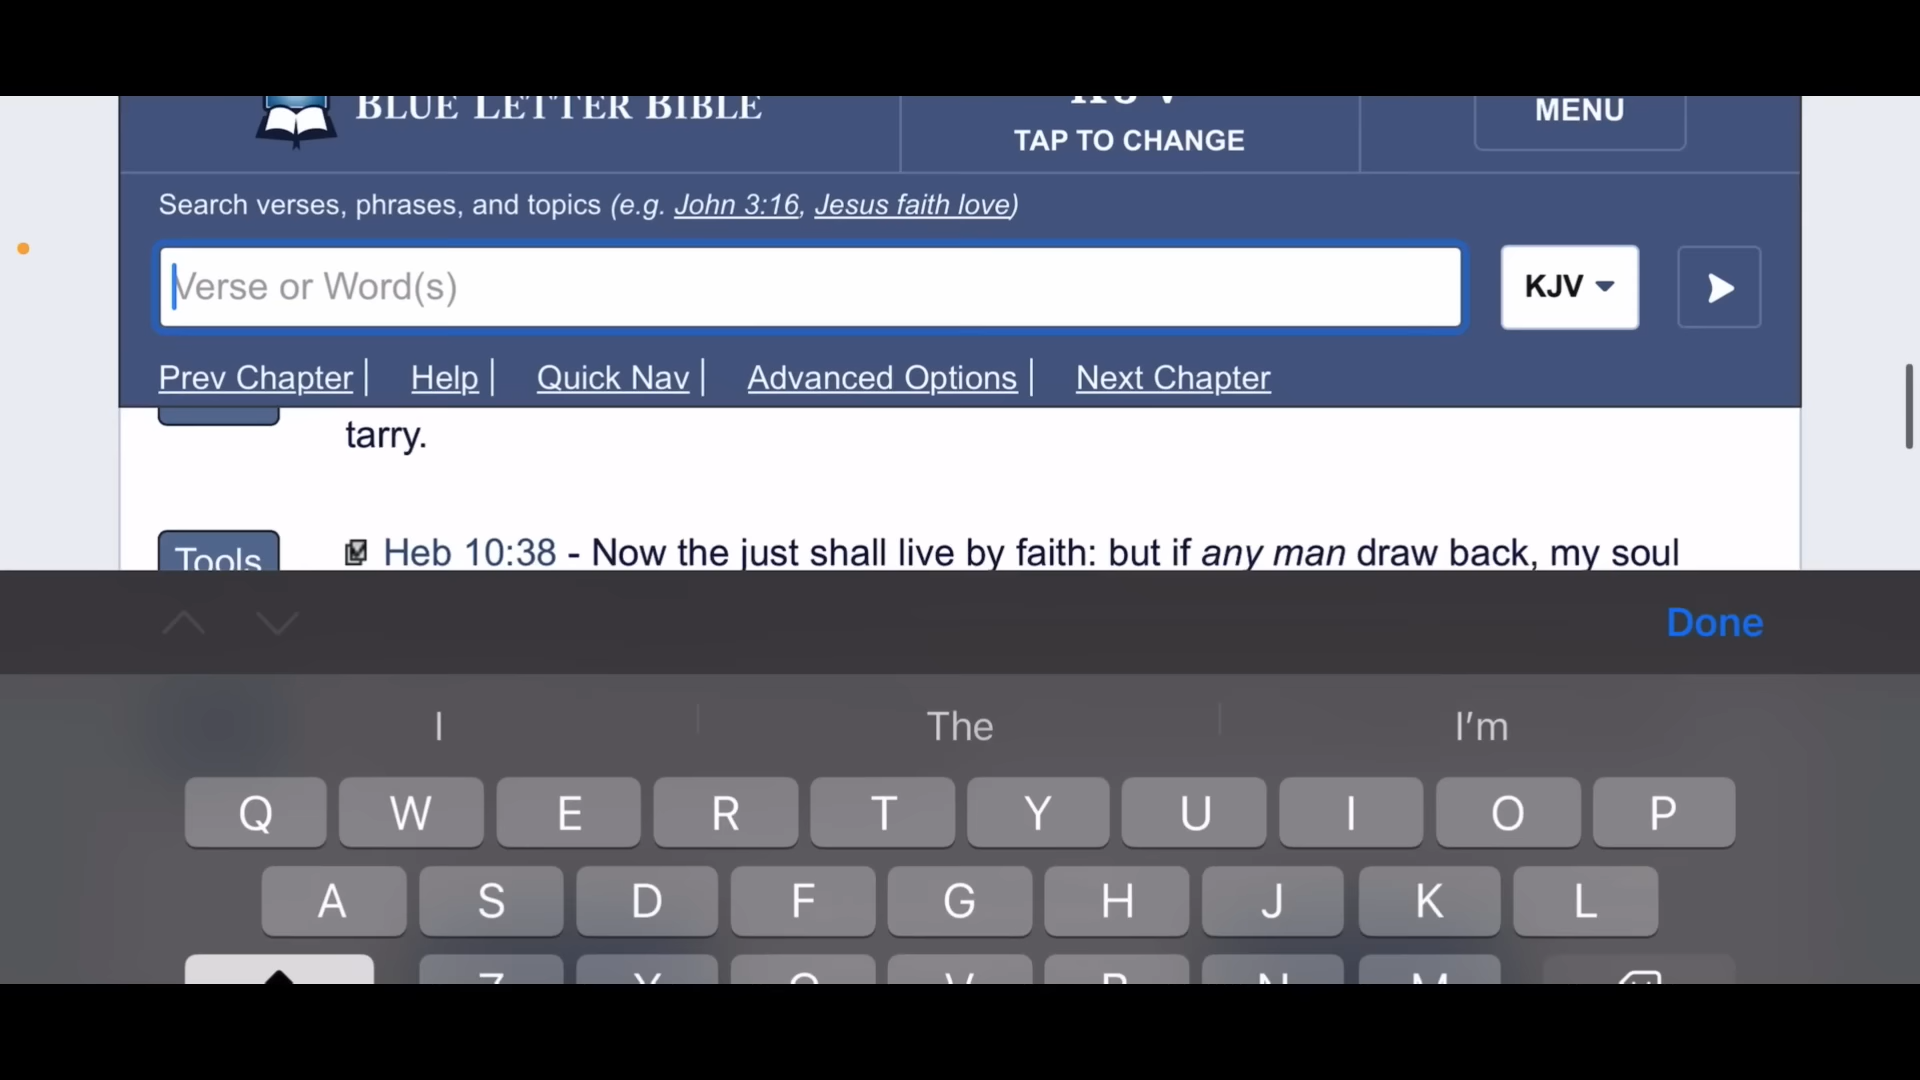 BLUE LETTER BIBLE
KJV
TAP TO CHANGE
MENU
Search verses, phrases, and topics (e.g. John 3:16, Jesus faith love)
Verse or Word(s)
KJV
Prev Chapter | Help | Quick Nav | Advanced Options | Next Chapter
tarry.
Tools
Heb 10:38 - Now the just shall live by faith: but if any man draw back, my soul
Done
I The I'm
Q W E R T Y U I O P
A S D F G H J K L
Z X C V B N M